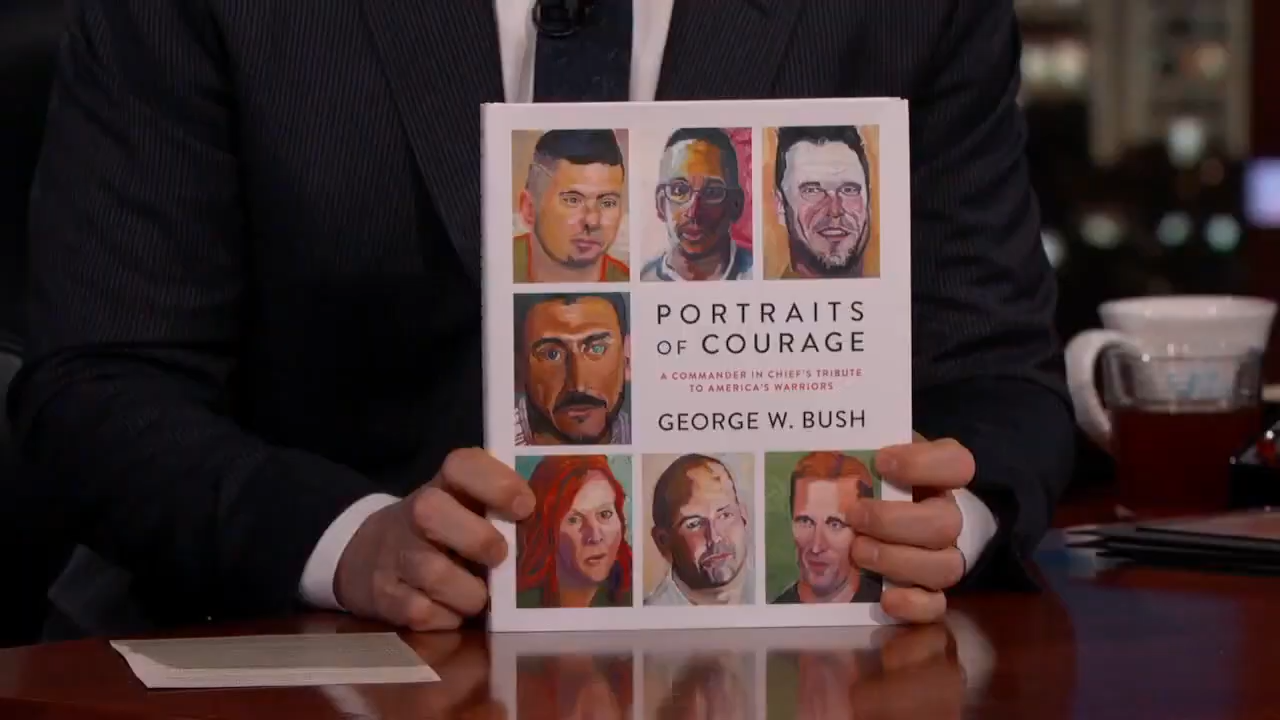 PORTRAITS
OF COURAGE
A COMMANDER IN CHIEF'S TRIBUTE
TO AMERICA'S WARRIORS
GEORGE W. BUSH